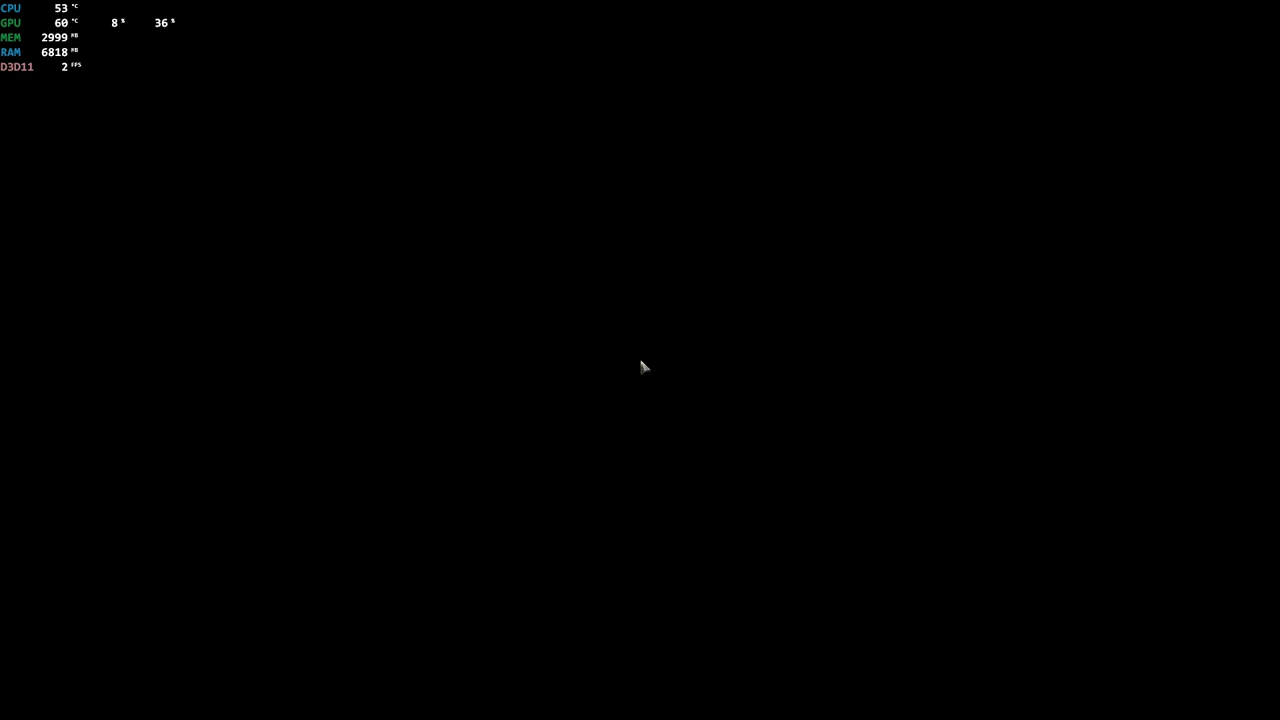 CPU 53 °C
GPU 60 °C 8 % 36 %
MEM 2999 MB
RAM 6818 MB
D3D11 2 FPS